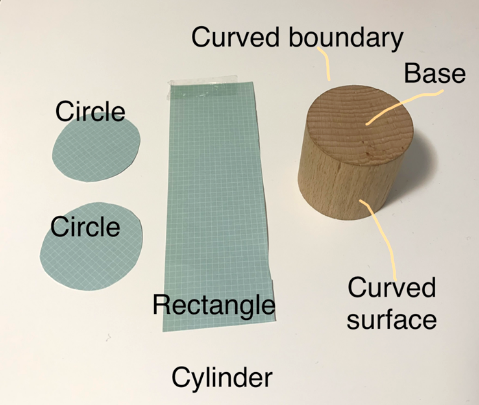 Curved boundary
Base
Circle
Circle
Rectangle
Curved
surface
Cylinder